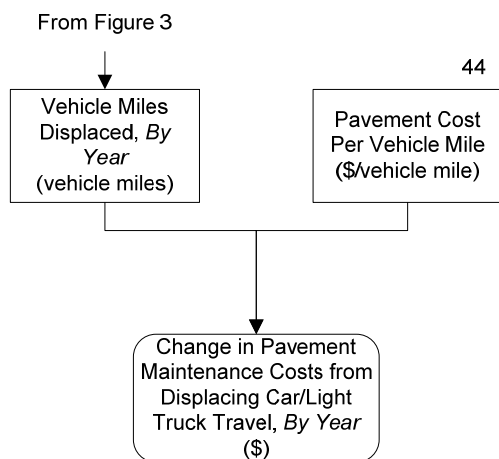 From Figure 3
44
Vehicle Miles
Displaced, By
Year
(vehicle miles)
Pavement Cost
Per Vehicle Mile
($/vehicle mile)
Change in Pavement
Maintenance Costs from
Displacing Car/Light
Truck Travel, By Year
($)